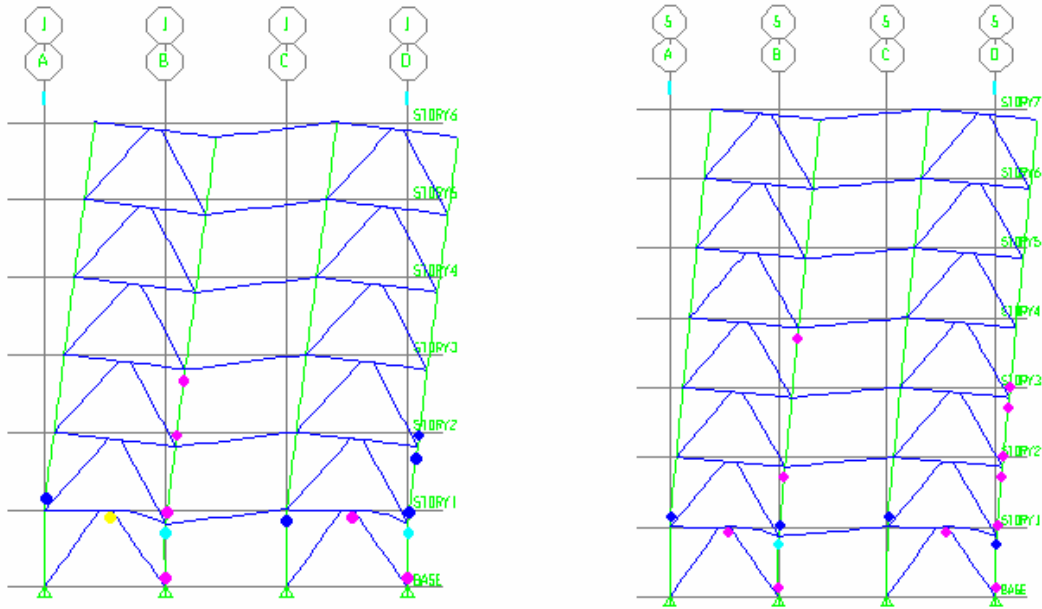 J J J J
A B C D
STORY6
STORY5
STORY4
STORY3
STORY2
STORY1
BASE
5 5 5 5
A B C D
STORY7
STORY6
STORY5
STORY4
STORY3
STORY2
STORY1
BASE